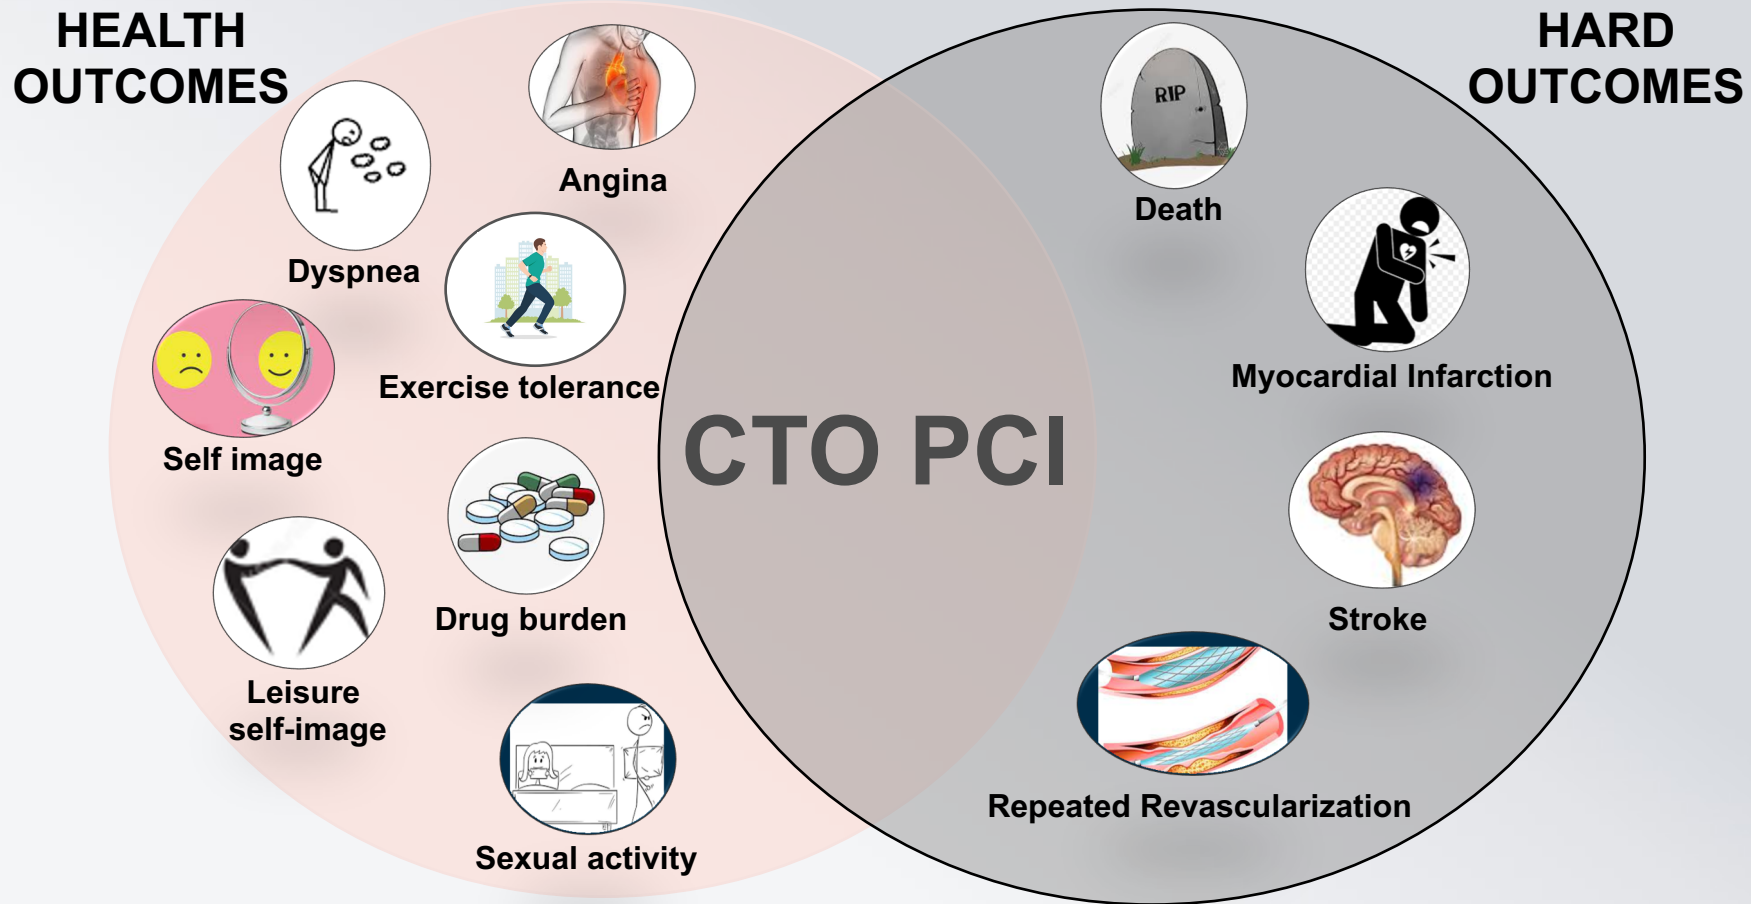 HEALTH
OUTCOMES
Angina
Dyspnea
Exercise tolerance
Self image
Drug burden
Leisure
self-image
Sexual activity
CTO PCI
HARD
OUTCOMES
RIP
Death
Myocardial Infarction
Stroke
Repeated Revascularization